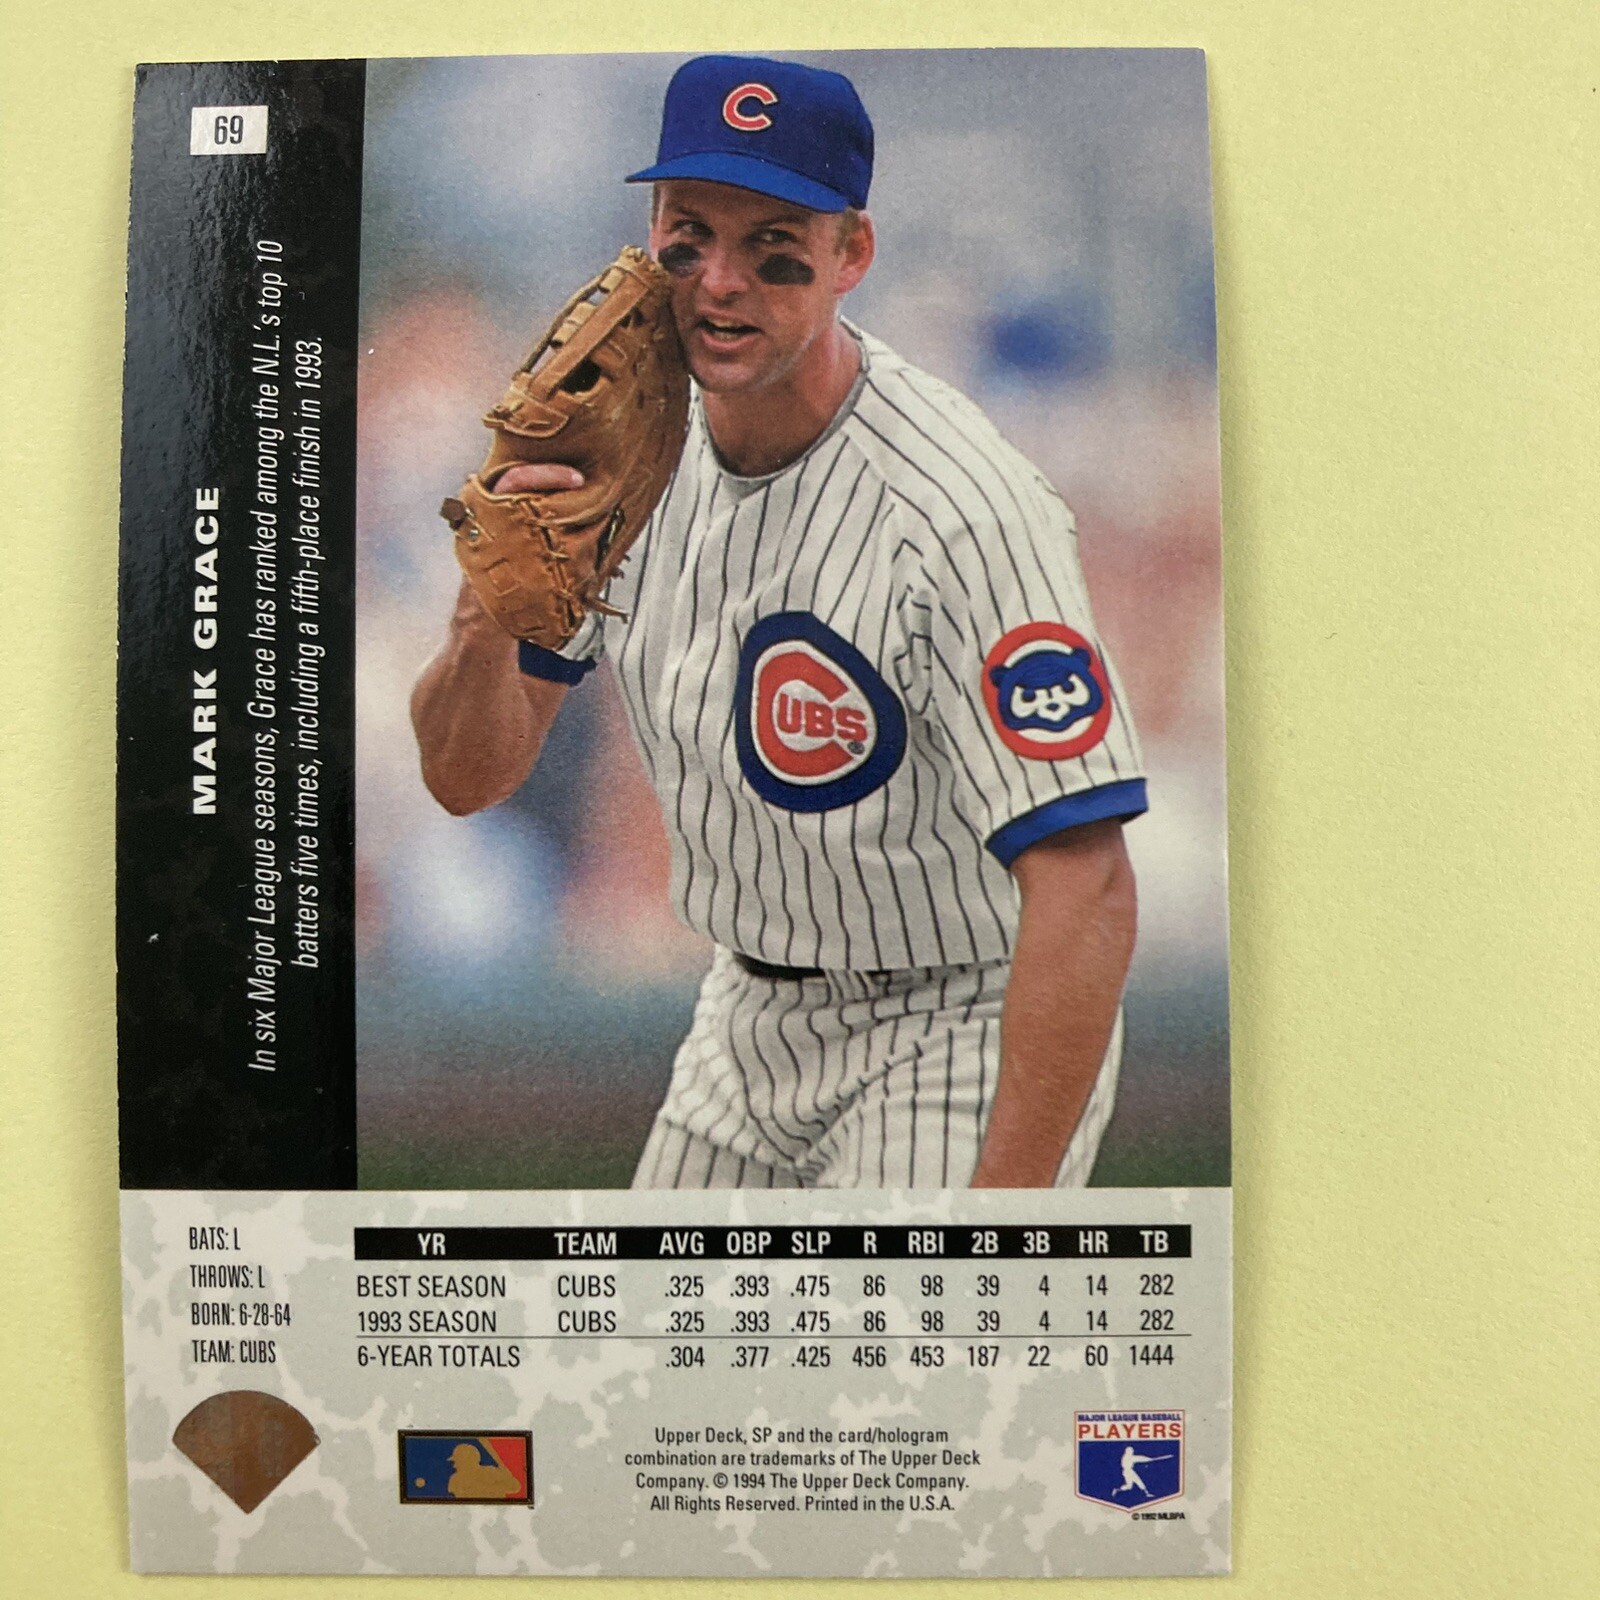 69
MARK GRACE
In six Major League seasons, Grace has ranked among the N.L.'s top 10
batters five times, including a fifth-place finish in 1993.
C
CUBS®
BATS: L
THROWS: L
BORN: 6-28-64
TEAM: CUBS
YR TEAM AVG OBP SLP R RBI 2B 3B HR TB
BEST SEASON CUBS .325 .393 .475 86 98 39 4 14 282
1993 SEASON CUBS .325 .393 .475 86 98 39 4 14 282
6-YEAR TOTALS .304 .377 .425 456 453 187 22 60 1444
Upper Deck, SP and the card/hologram
combination are trademarks of The Upper Deck
Company. © 1994 The Upper Deck Company.
All Rights Reserved. Printed in the U.S.A.
MAJOR LEAGUE BASEBALL
PLAYERS
© 1992 MLBPA